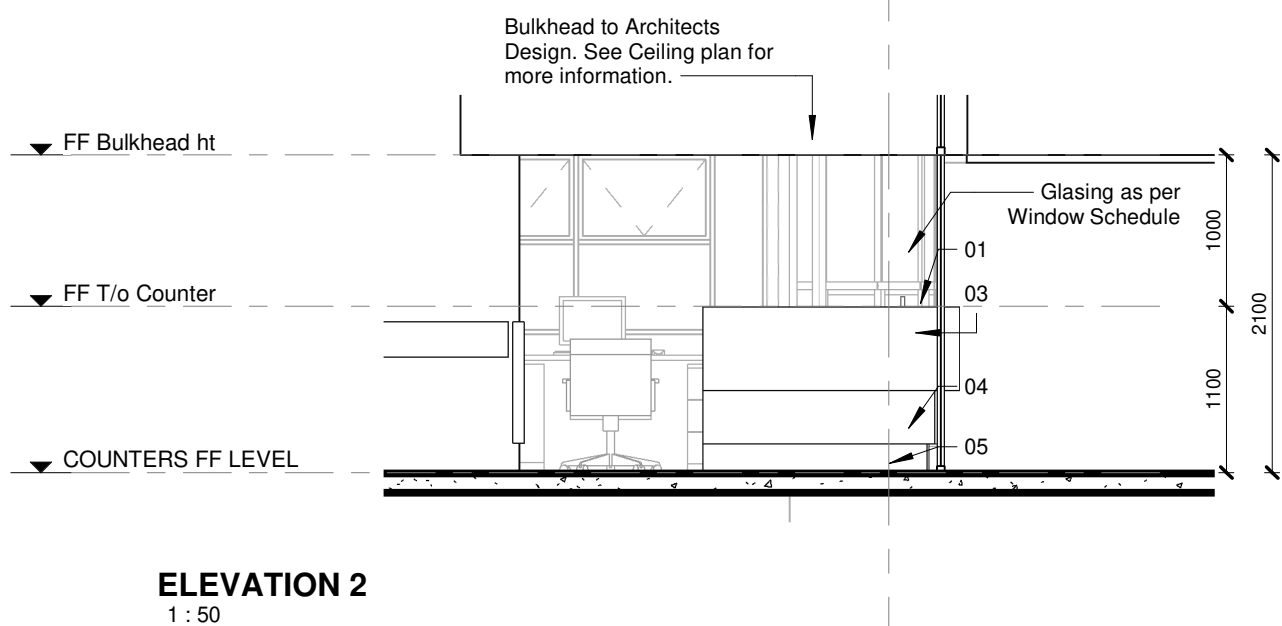 Bulkhead to Architects
Design. See Ceiling plan for
more information.
FF Bulkhead ht
Glasing as per
Window Schedule
1000
01
03
FF T/o Counter
2100
04
1100
05
COUNTERS FF LEVEL
ELEVATION 2
1 : 50